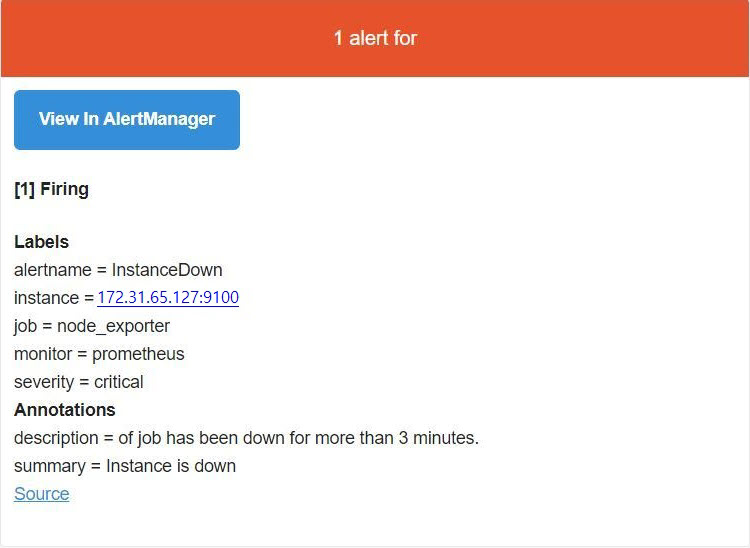 1 alert for
View In AlertManager
[1] Firing
Labels
alertname = InstanceDown
instance = 172.31.65.127:9100
job = node_exporter
monitor = prometheus
severity = critical
Annotations
description = of job has been down for more than 3 minutes.
summary = Instance is down
Source